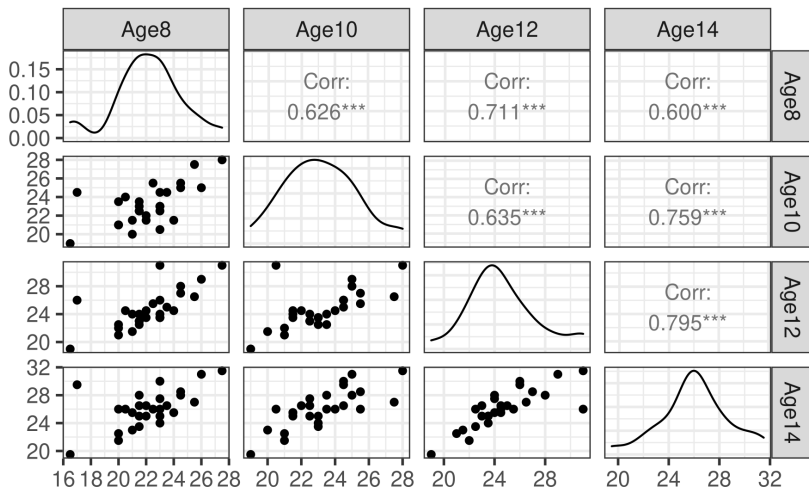 Age8 Age10 Age12 Age14
0.15
0.10
0.05
0.00
Corr:
0.626***
Corr:
0.711***
Corr:
0.600***
Age8
28
26
24
22
20
Corr:
0.635***
Corr:
0.759***
Age10
28
24
20
Corr:
0.795***
Age12
32
28
24
20
Age14
16 18 20 22 24 26 28
20 22 24 26 28
20 24 28
20 24 28 32